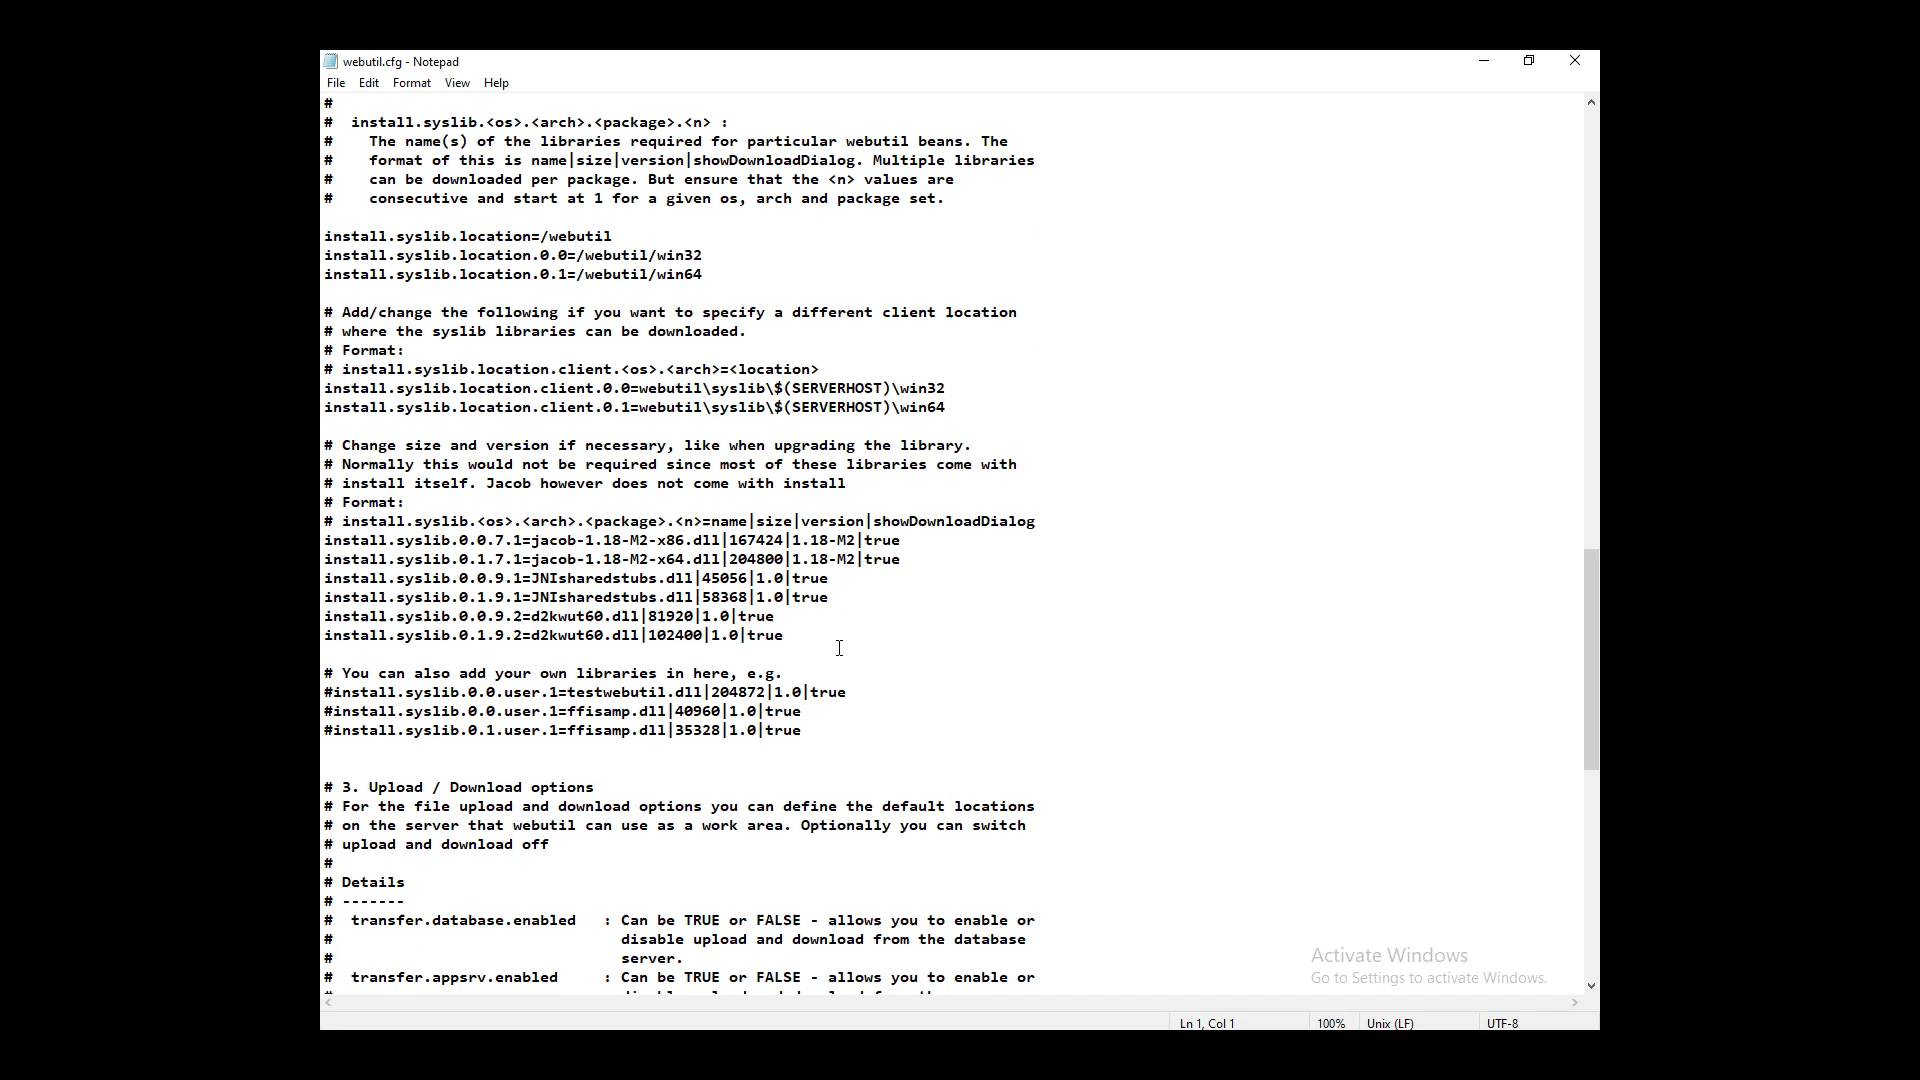 webutil.cfg - Notepad
File Edit Format View Help
#
#  install.syslib.<os>.<arch>.<package>.<n> :
#    The name(s) of the libraries required for particular webutil beans. The
#    format of this is name|size|version|showDownloadDialog. Multiple libraries
#    can be downloaded per package. But ensure that the <n> values are
#    consecutive and start at 1 for a given os, arch and package set.
install.syslib.location=/webutil
install.syslib.location.0.0=/webutil/win32
install.syslib.location.0.1=/webutil/win64
# Add/change the following if you want to specify a different client location
# where the syslib libraries can be downloaded.
# Format:
# install.syslib.location.client.<os>.<arch>=<location>
install.syslib.location.client.0.0=webutil\syslib\$(SERVERHOST)\win32
install.syslib.location.client.0.1=webutil\syslib\$(SERVERHOST)\win64
# Change size and version if necessary, like when upgrading the library.
# Normally this would not be required since most of these libraries come with
# install itself. Jacob however does not come with install
# Format:
# install.syslib.<os>.<arch>.<package>.<n>=name|size|version|showDownloadDialog
install.syslib.0.0.7.1=jacob-1.18-M2-x86.dll|167424|1.18-M2|true
install.syslib.0.1.7.1=jacob-1.18-M2-x64.dll|204800|1.18-M2|true
install.syslib.0.0.9.1=JNIsharedstubs.dll|45056|1.0|true
install.syslib.0.1.9.1=JNIsharedstubs.dll|58368|1.0|true
install.syslib.0.0.9.2=d2kwut60.dll|81920|1.0|true
install.syslib.0.1.9.2=d2kwut60.dll|102400|1.0|true
# You can also add your own libraries in here, e.g.
#install.syslib.0.0.user.1=testwebutil.dll|204872|1.0|true
#install.syslib.0.0.user.1=ffisamp.dll|40960|1.0|true
#install.syslib.0.1.user.1=ffisamp.dll|35328|1.0|true
# 3. Upload / Download options
# For the file upload and download options you can define the default locations
# on the server that webutil can use as a work area. Optionally you can switch
# upload and download off
#
# Details
# -------
#  transfer.database.enabled   : Can be TRUE or FALSE - allows you to enable or
#                                disable upload and download from the database
#                                server.
#  transfer.appsrv.enabled     : Can be TRUE or FALSE - allows you to enable or
Activate Windows
Go to Settings to activate Windows.
Ln 1, Col 1 100% Unix (LF) UTF-8